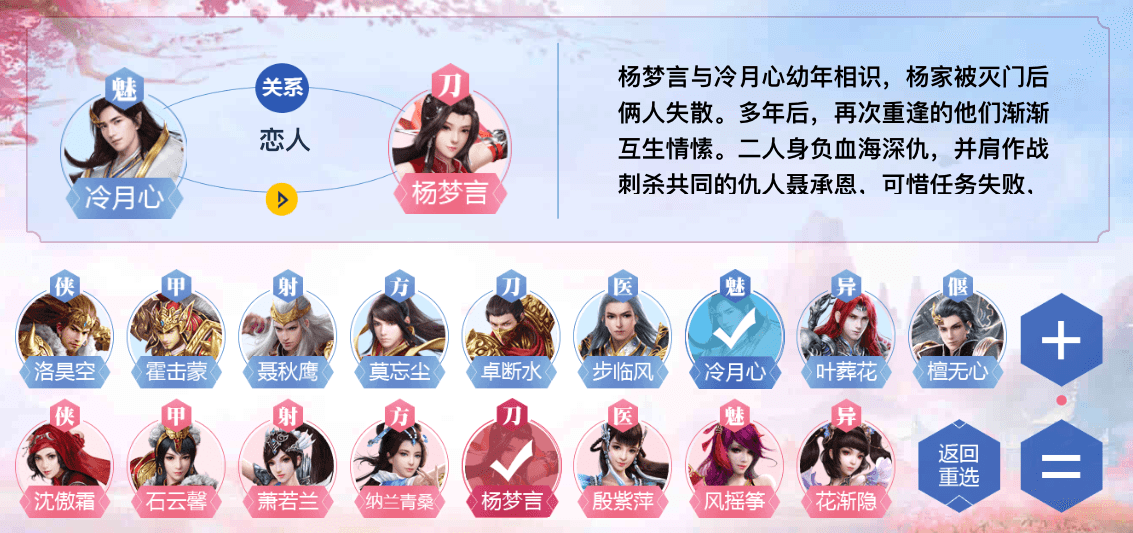 魅
冷月心
关系
恋人
刀
杨梦言
杨梦言与冷月心幼年相识，杨家被灭门后
俩人失散。多年后，再次重逢的他们渐渐
互生情愫。二人身负血海深仇，并肩作战
刺杀共同的仇人聂承恩，可惜任务失败，
侠 甲 射 方 刀 医 魅 异 偃
洛昊空 霍击蒙 聂秋鹰 莫忘尘 卓断水 步临风 冷月心 叶葬花 檀无心
侠 甲 射 方 刀 医 魅 异
沈傲霜 石云馨 萧若兰 纳兰青桑 杨梦言 殷紫萍 风摇筝 花渐隐
返回
重选